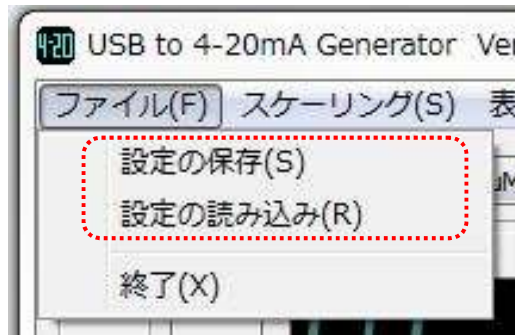 4-20 USB to 4-20mA Generator
ファイル(F) スケーリング(S) 表
設定の保存(S)
設定の読み込み(R)
終了(X)